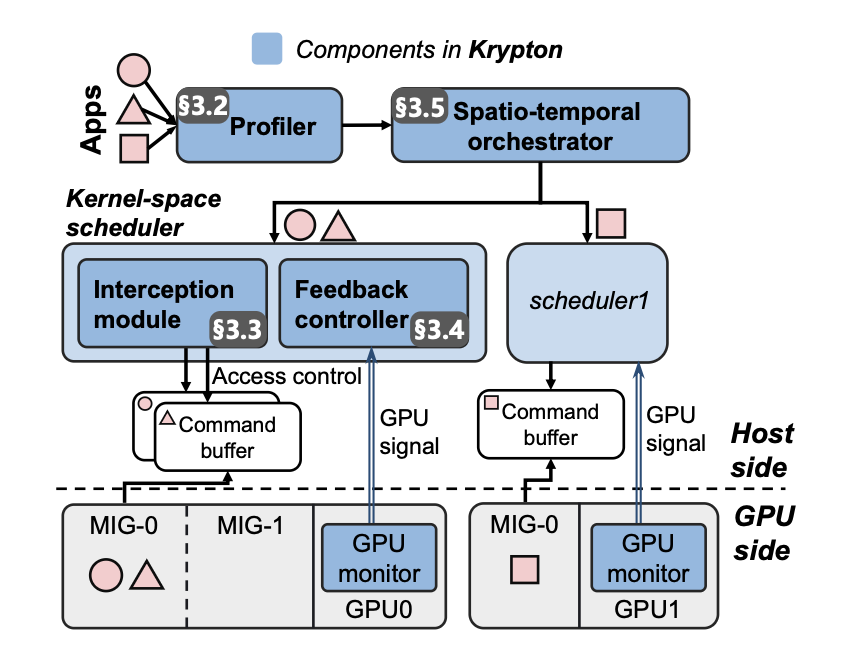 Components in Krypton
Apps
§3.2
Profiler
§3.5
Spatio-temporal
orchestrator
Kernel-space
scheduler
Interception
module
§3.3
Feedback
controller
§3.4
scheduler1
Access control
Command
buffer
GPU
signal
Command
buffer
GPU
signal
Host
side
MIG-0
MIG-1
GPU
monitor
GPU0
MIG-0
GPU
monitor
GPU1
GPU
side